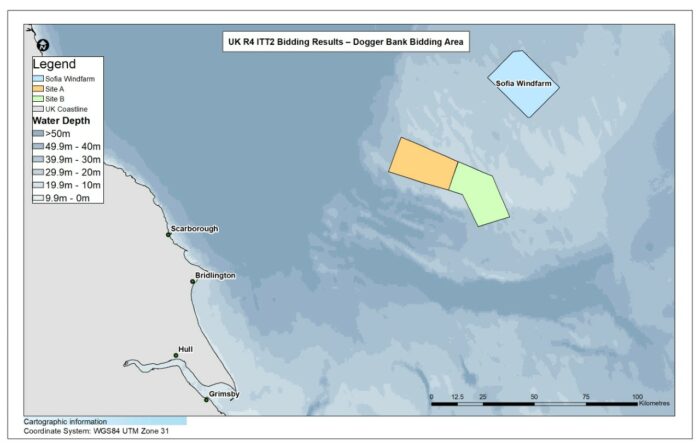 UK R4 ITT2 Bidding Results – Dogger Bank Bidding Area
Legend
Sofia Windfarm
Site A
Site B
UK Coastline
Water Depth
>50m
49.9m - 40m
39.9m - 30m
29.9m - 20m
19.9m - 10m
9.9m - 0m
Sofia Windfarm
Scarborough
Bridlington
Hull
Grimsby
0 12.5 25 50 75 100
Kilometres
Cartographic information
Coordinate System: WGS84 UTM Zone 31